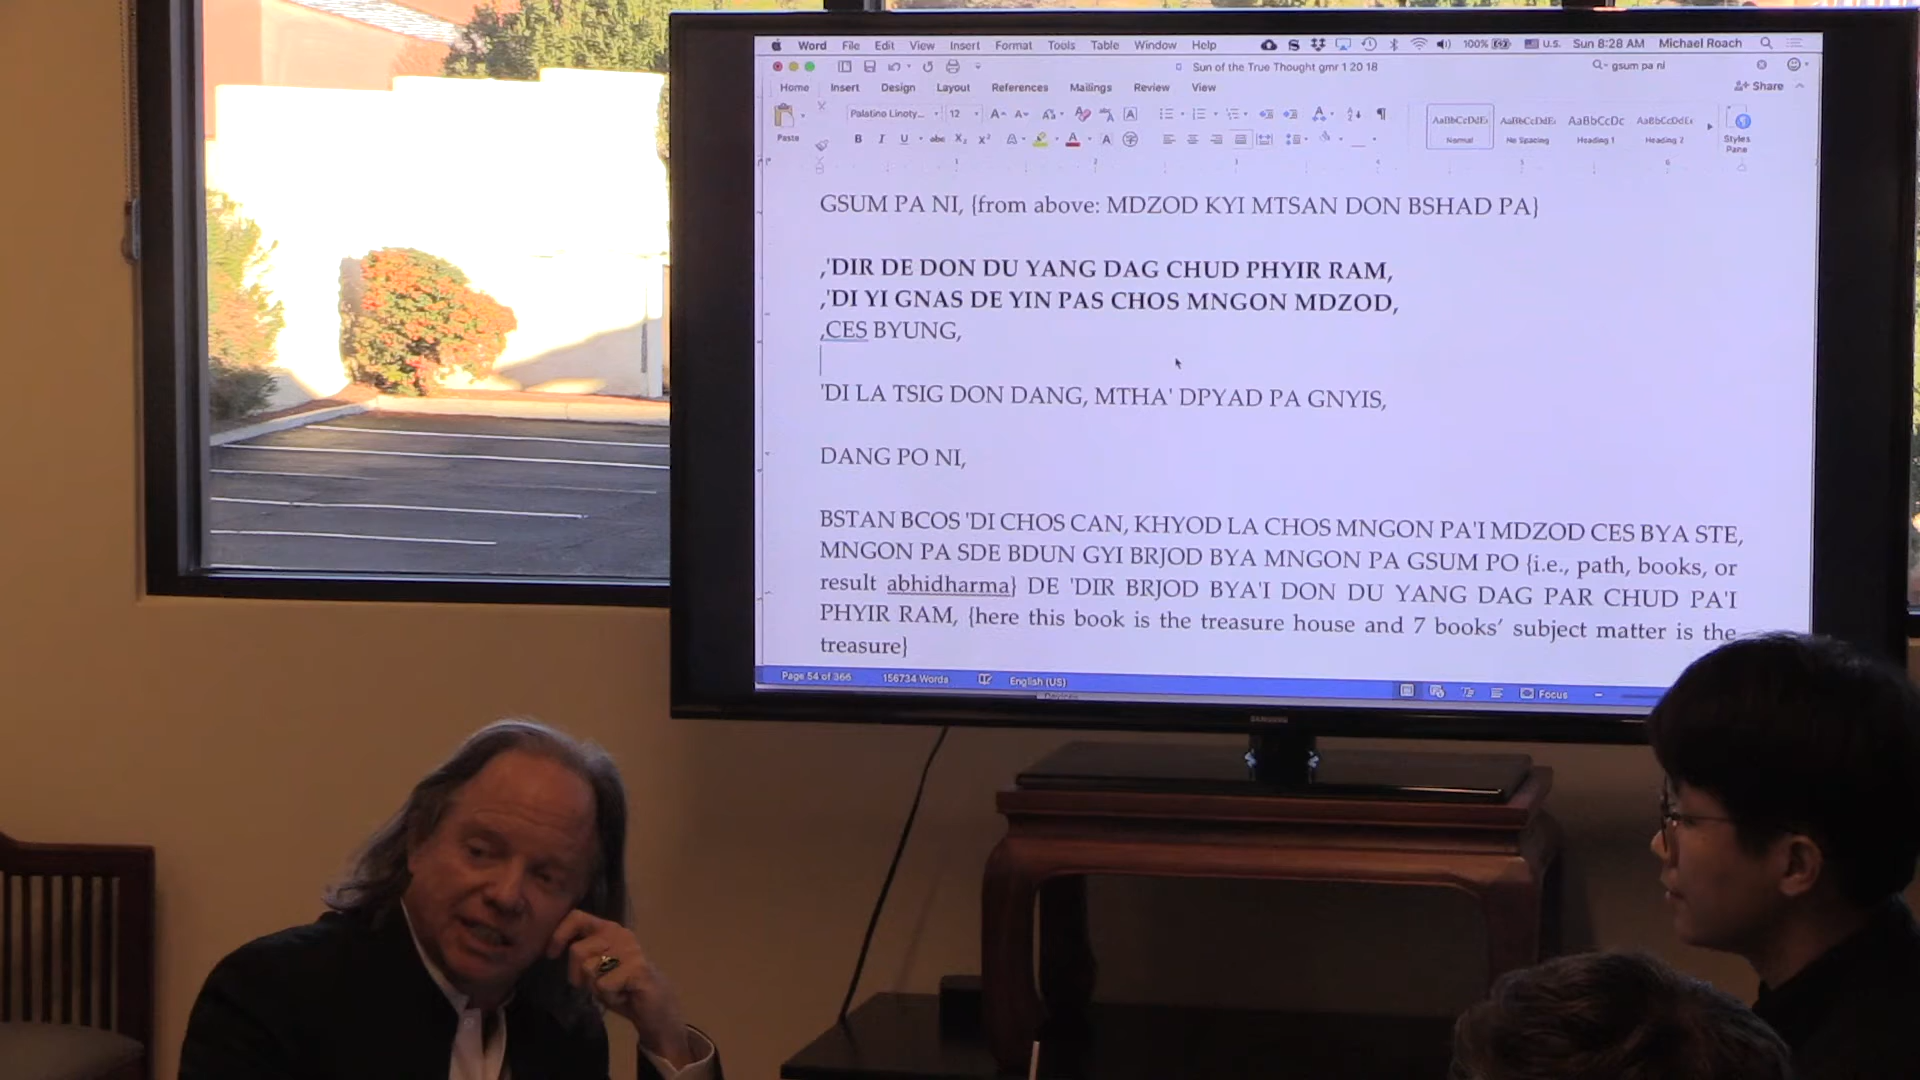 Word File Edit View Insert Format Tools Table Window Help 100% U.S. Sun 8:28 AM Michael Roach
Sun of the True Thought gmr 1 20 18 gsum pa ni
Home Insert Design Layout References Mailings Review View Share
Palatino Linoty... 12 AaBbCcDdE AaBbCcDdE AaBbCcDc AaBbCcDdE
Paste Normal No Spacing Heading 1 Heading 2 Styles Pane
GSUM PA NI, {from above: MDZOD KYI MTSAN DON BSHAD PA}
,'DIR DE DON DU YANG DAG CHUD PHYIR RAM,
,'DI YI GNAS DE YIN PAS CHOS MNGON MDZOD,
,CES BYUNG,
'DI LA TSIG DON DANG, MTHA' DPYAD PA GNYIS,
DANG PO NI,
BSTAN BCOS 'DI CHOS CAN, KHYOD LA CHOS MNGON PA'I MDZOD CES BYA STE,
MNGON PA SDE BDUN GYI BRJOD BYA MNGON PA GSUM PO {i.e., path, books, or
result abhidharma} DE 'DIR BRJOD BYA'I DON DU YANG DAG PAR CHUD PA'I
PHYIR RAM, {here this book is the treasure house and 7 books' subject matter is the
treasure}
Page 54 of 366 156734 Words English (US) Focus
SAMSUNG